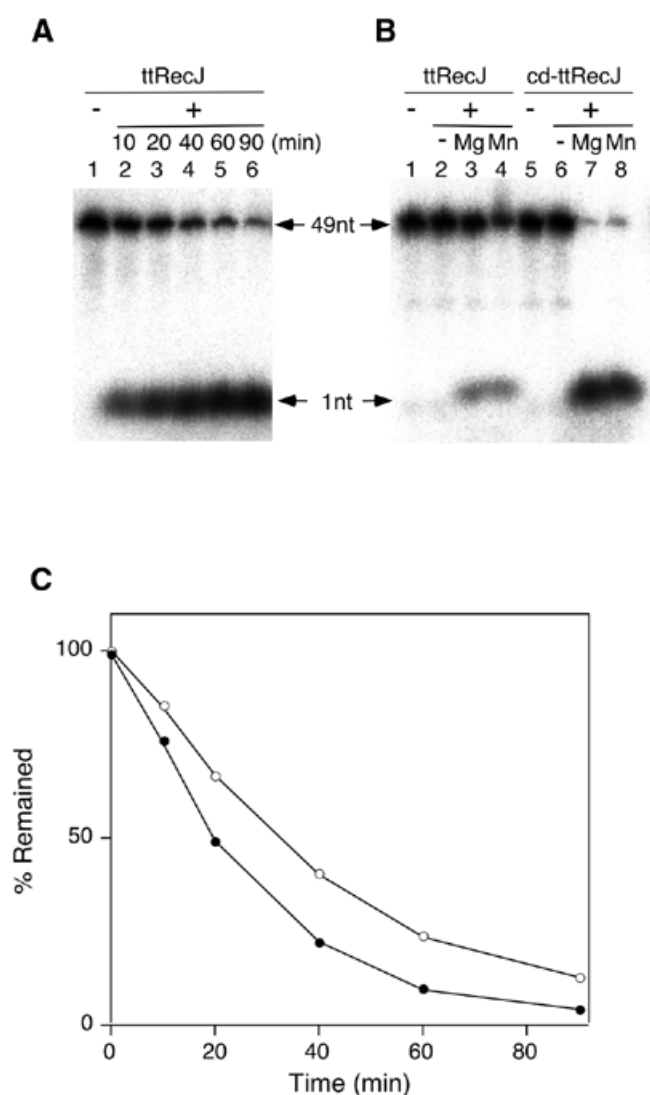 A
B
ttRecJ
ttRecJ cd-ttRecJ
- +
- + - +
10 20 40 60 90 (min)
- Mg Mn - Mg Mn
1 2 3 4 5 6
1 2 3 4 5 6 7 8
49nt
1nt
C
100
50
0
% Remained
0 20 40 60 80
Time (min)